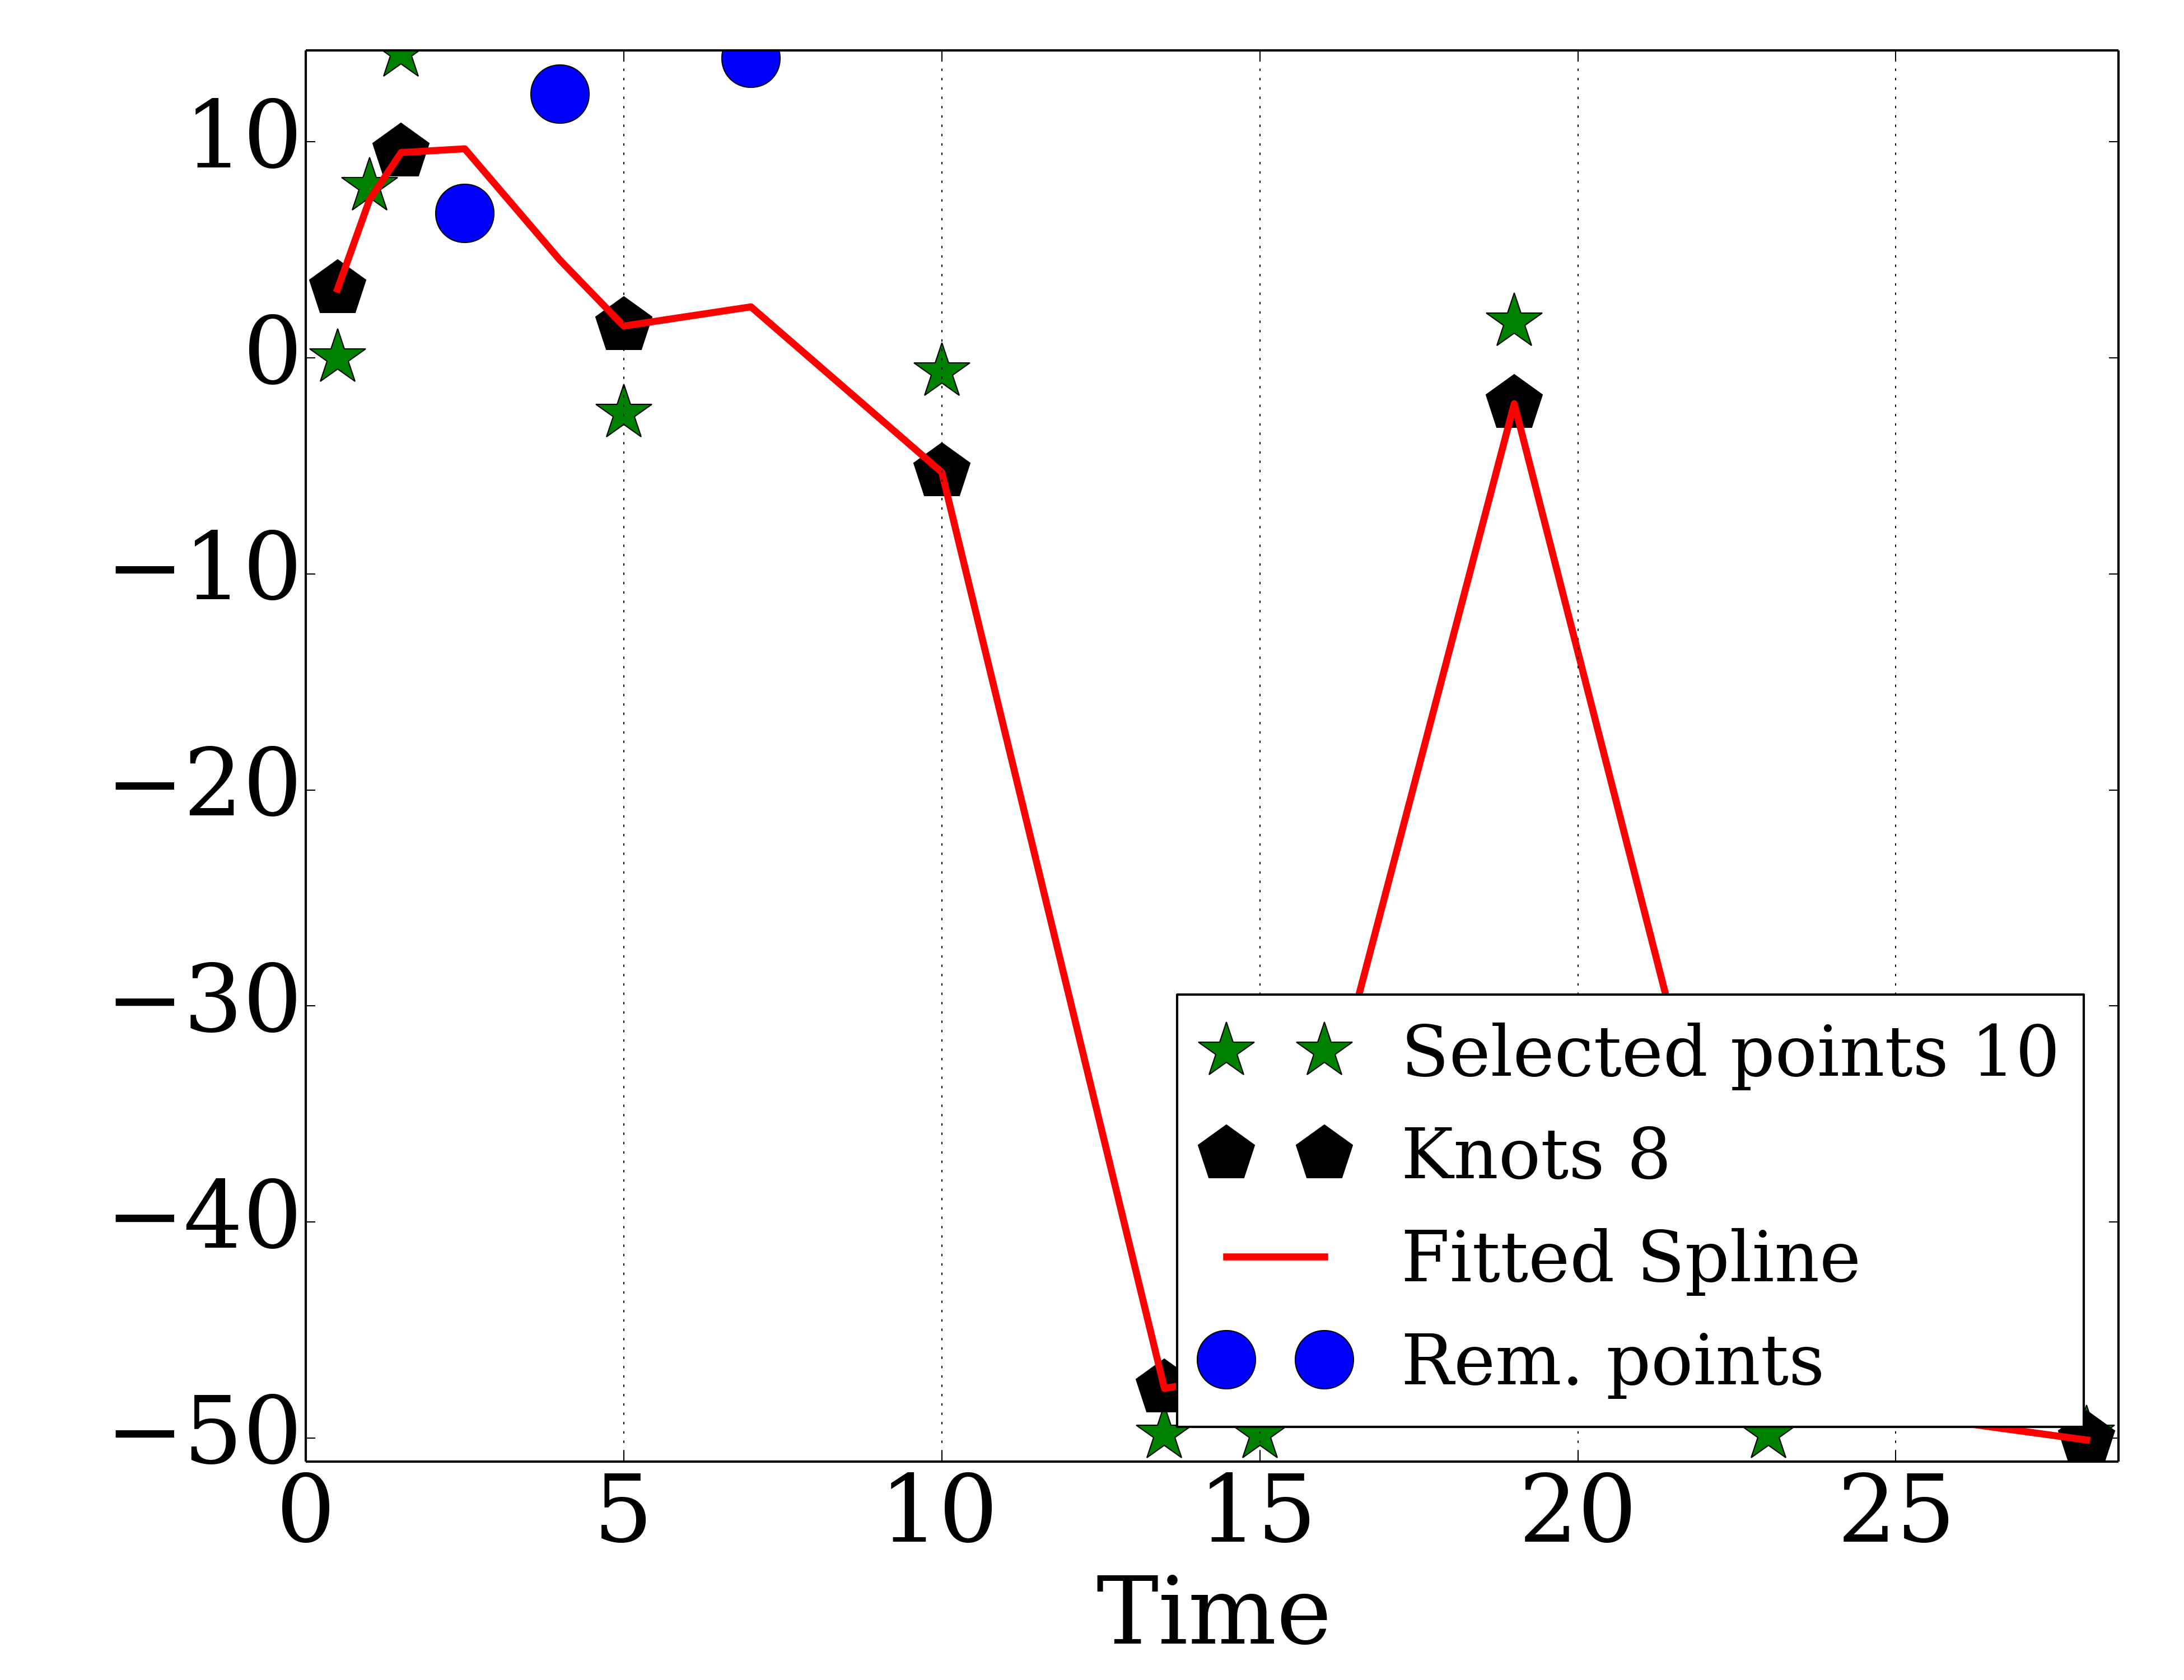 10
0
−10
−20
−30
−40
−50
Selected points 10
Knots 8
Fitted Spline
Rem. points
0 5 10 15 20 25
Time